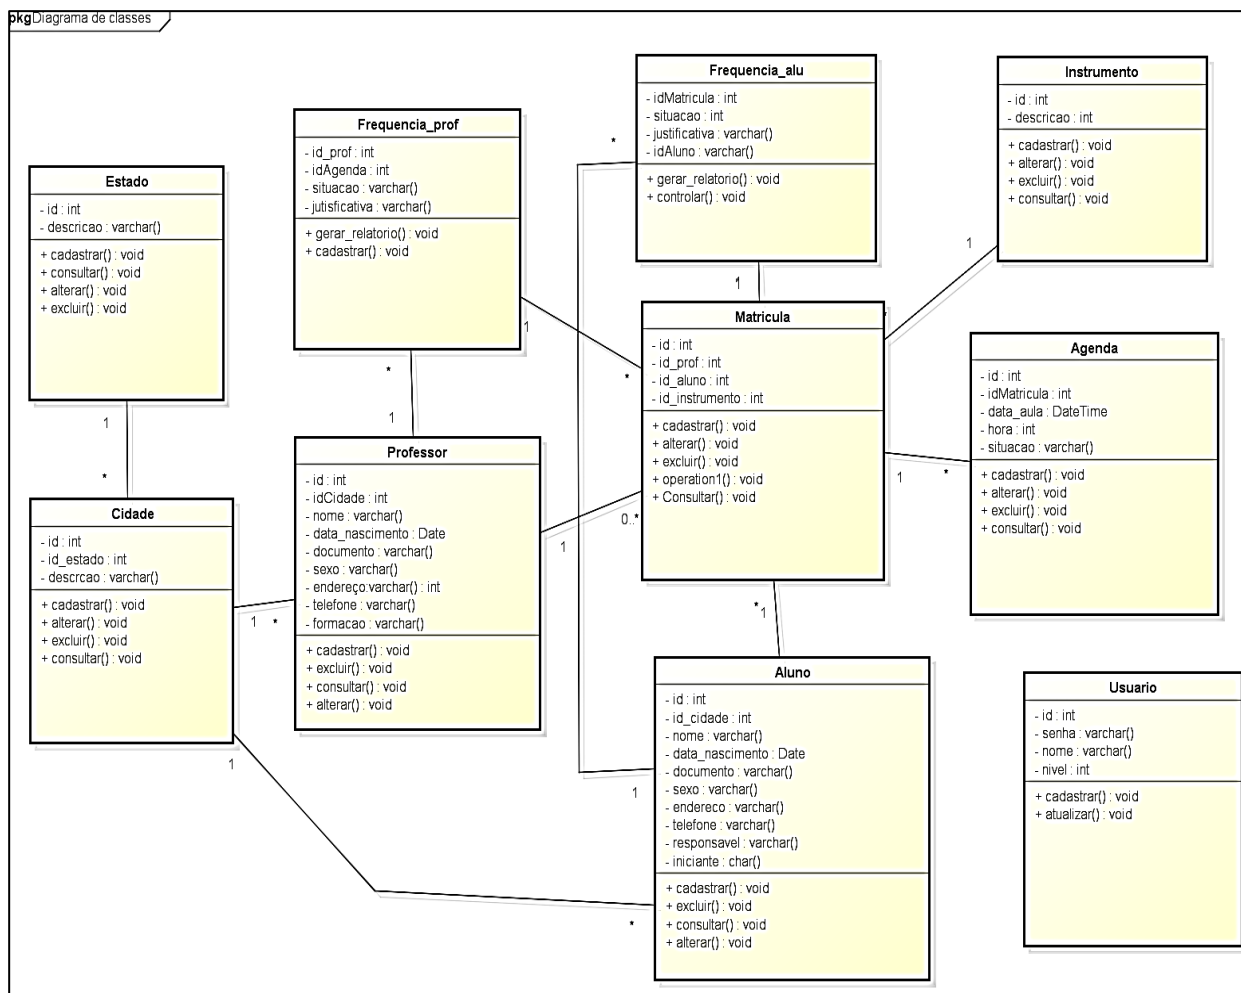 pkg Diagrama de classes
Frequencia_alu
- idMatricula : int
- situacao : int
- justificativa : varchar()
- idAluno : varchar()
+ gerar_relatorio() : void
+ controlar() : void
Instrumento
- id : int
- descricao : int
+ cadastrar() : void
+ alterar() : void
+ excluir() : void
+ consultar() : void
Frequencia_prof
- id_prof : int
- idAgenda : int
- situacao : varchar()
- jutisficativa : varchar()
+ gerar_relatorio() : void
+ cadastrar() : void
Estado
- id : int
- descricao : varchar()
+ cadastrar() : void
+ consultar() : void
+ alterar() : void
+ excluir() : void
*
1
1
*
1
*
Matricula
- id : int
- id_prof : int
- id_aluno : int
- id_instrumento : int
+ cadastrar() : void
+ alterar() : void
+ excluir() : void
+ operation1() : void
+ Consultar() : void
Agenda
- id : int
- idMatricula : int
- data_aula : DateTime
- hora : int
- situacao : varchar()
+ cadastrar() : void
+ alterar() : void
+ excluir() : void
+ consultar() : void
*
1
1
*
1
*
1
0..*
Professor
- id : int
- idCidade : int
- nome : varchar()
- data_nascimento : Date
- documento : varchar()
- sexo : varchar()
- endereço:varchar() : int
- telefone : varchar()
- formacao : varchar()
+ cadastrar() : void
+ excluir() : void
+ consultar() : void
+ alterar() : void
Cidade
- id : int
- id_estado : int
- descrcao : varchar()
+ cadastrar() : void
+ alterar() : void
+ excluir() : void
+ consultar() : void
1
*
*
1
Aluno
- id : int
- id_cidade : int
- nome : varchar()
- data_nascimento : Date
- documento : varchar()
- sexo : varchar()
- endereco : varchar()
- telefone : varchar()
- responsavel : varchar()
- iniciante : char()
+ cadastrar() : void
+ excluir() : void
+ consultar() : void
+ alterar() : void
Usuario
- id : int
- senha : varchar()
- nome : varchar()
- nivel : int
+ cadastrar() : void
+ atualizar() : void
1
1
*